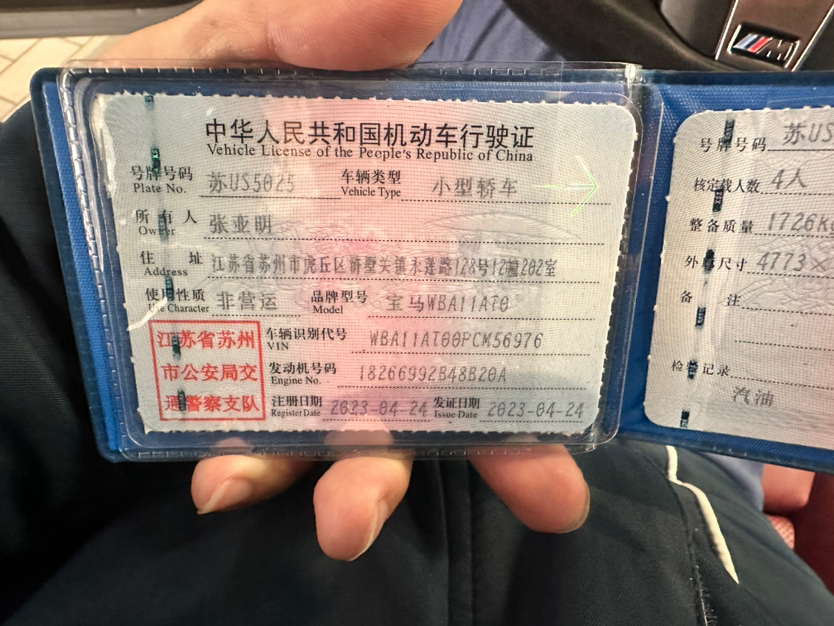 中华人民共和国机动车行驶证
Vehicle License of the People's Republic of China
号牌号码 Plate No. 苏US5025 车辆类型 Vehicle Type 小型轿车
所有人 Owner 张亚明
住址 Address 江苏省苏州市虎丘区浒墅关镇永莲路128号12幢202室
使用性质 Use Character 非营运 品牌型号 Model 宝马WBA11AT0
江苏省苏州
市公安局交
通警察支队
车辆识别代号 VIN WBA11AT00PCM56976
发动机号码 Engine No. 18266992B48B20A
注册日期 Register Date 2023-04-24 发证日期 Issue Date 2023-04-24
号牌号码 苏US
核定载人数 4人
整备质量 1726K
外廓尺寸 4773×
备注
检验记录
汽油
M